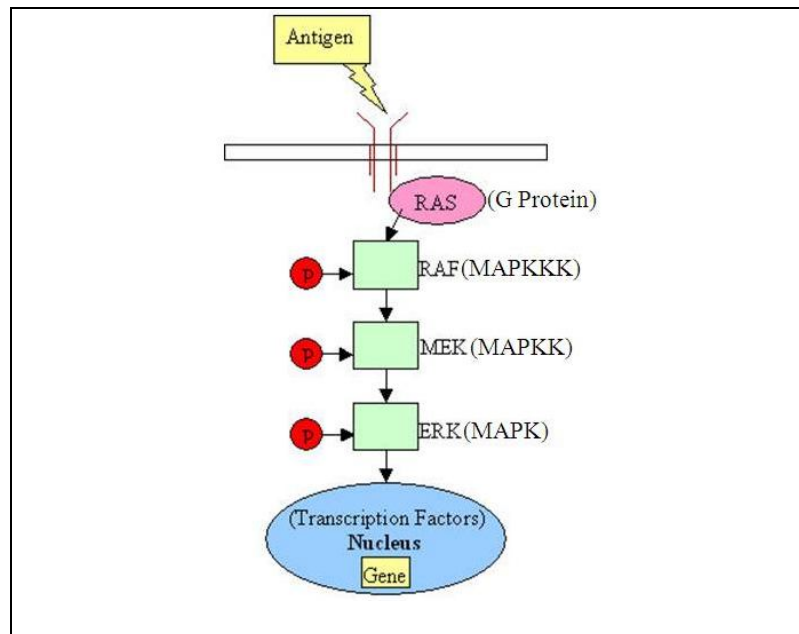 Antigen
RAS (G Protein)
P RAF(MAPKKK)
P MEK(MAPKK)
P ERK(MAPK)
(Transcription Factors)
Nucleus
Gene